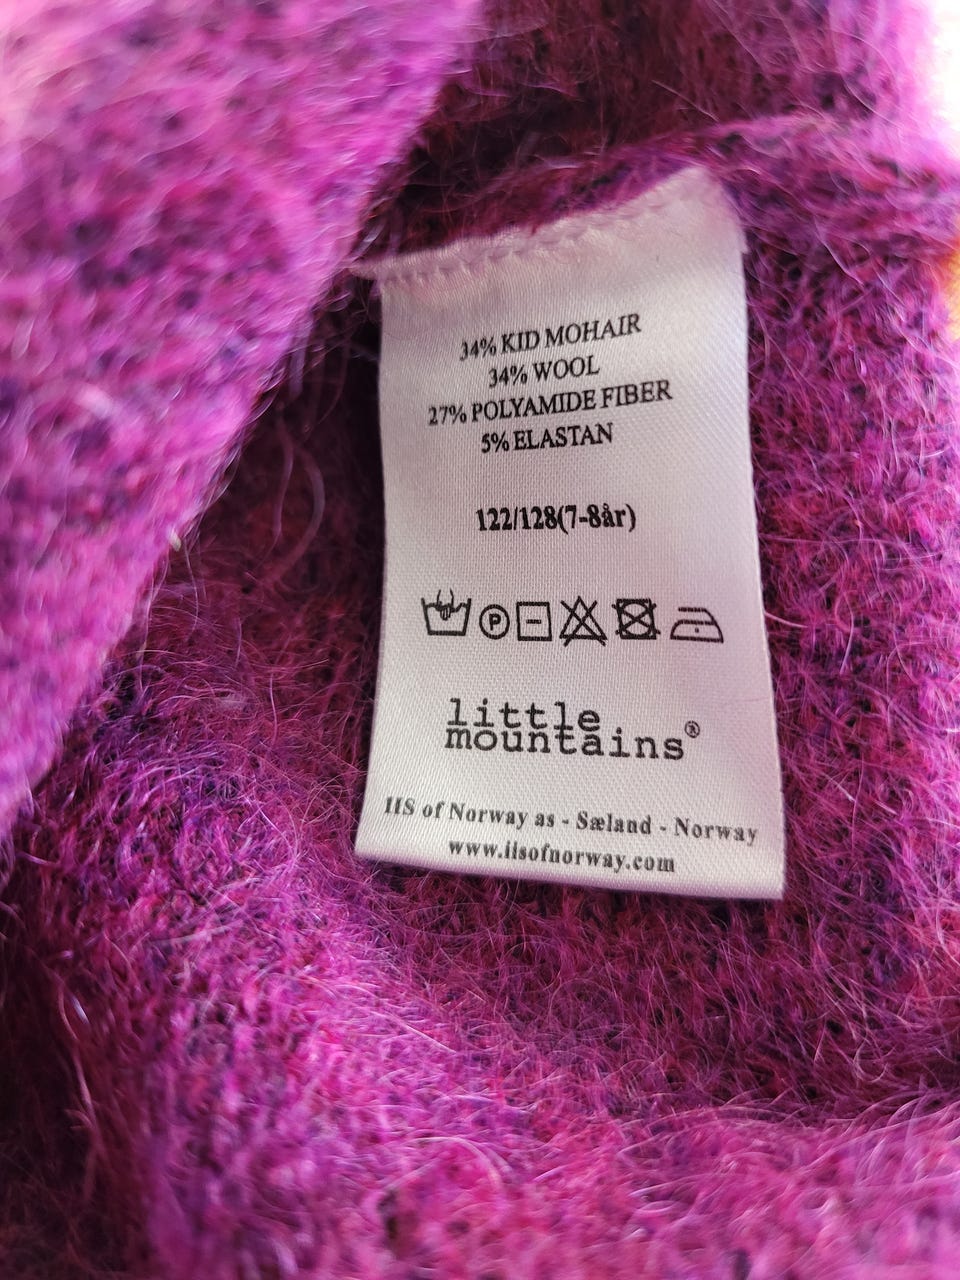 34% KID MOHAIR
34% WOOL
27% POLYAMIDE FIBER
5% ELASTAN
122/128(7-8år)
P
little
mountains®
IIS of Norway as - Sæland - Norway
www.iisofnorway.com